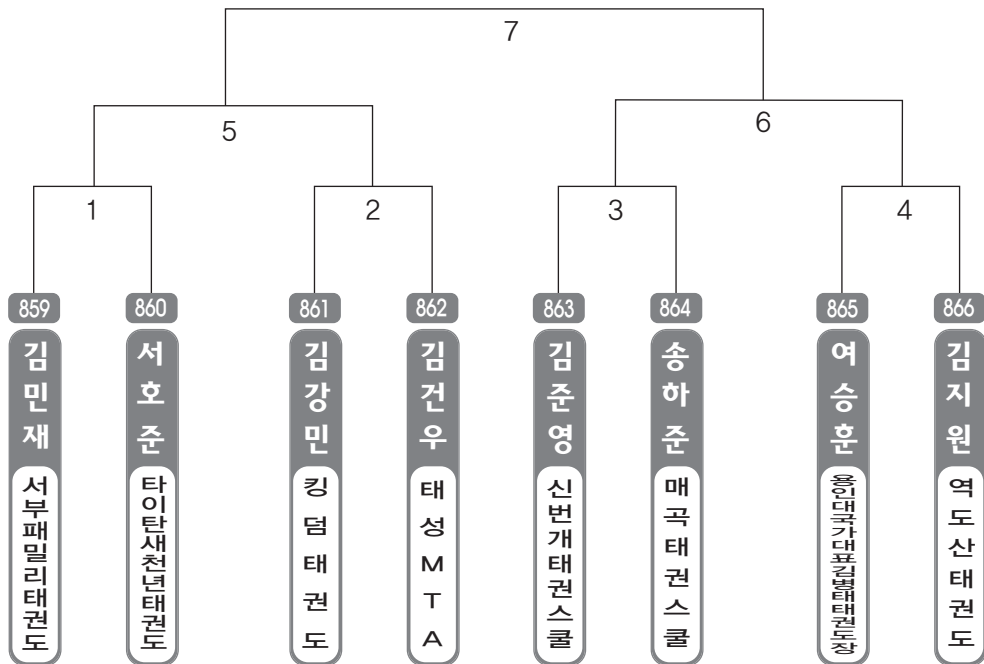 7
5
6
1
2
3
4
859
860
861
862
863
864
865
866
김민재
서호준
김강민
김건우
김준영
송하준
여승훈
김지원
서부패밀리태권도
타이탄새천년태권도
킹덤태권도
태성MTA
신번개태권스쿨
매곡태권스쿨
용인대국가대표김병태태권도장
역도산태권도